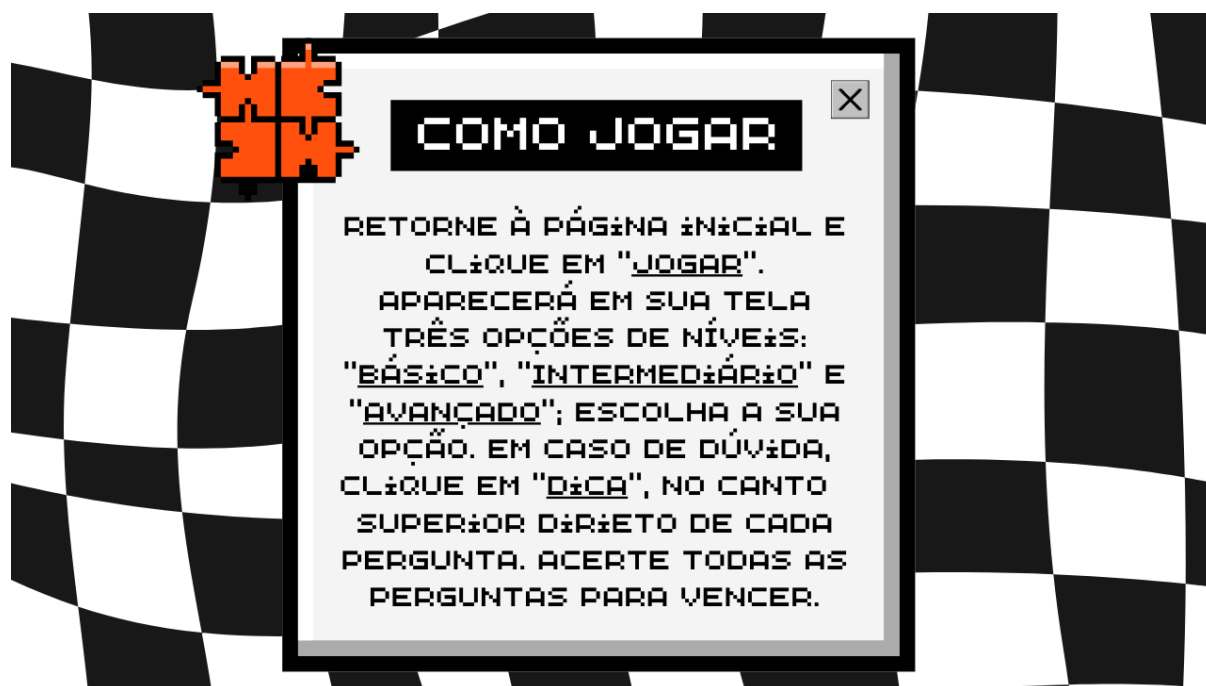 COMO JOGAR
RETORNE À PÁGINA INICIAL E
CLIQUE EM "JOGAR".
APARECERÁ EM SUA TELA
TRÊS OPÇÕES DE NÍVEIS:
"BÁSICO", "INTERMEDIÁRIO" E
"AVANÇADO"; ESCOLHA A SUA
OPÇÃO. EM CASO DE DÚVIDA,
CLIQUE EM "DICA", NO CANTO
SUPERIOR DIRIETO DE CADA
PERGUNTA. ACERTE TODAS AS
PERGUNTAS PARA VENCER.